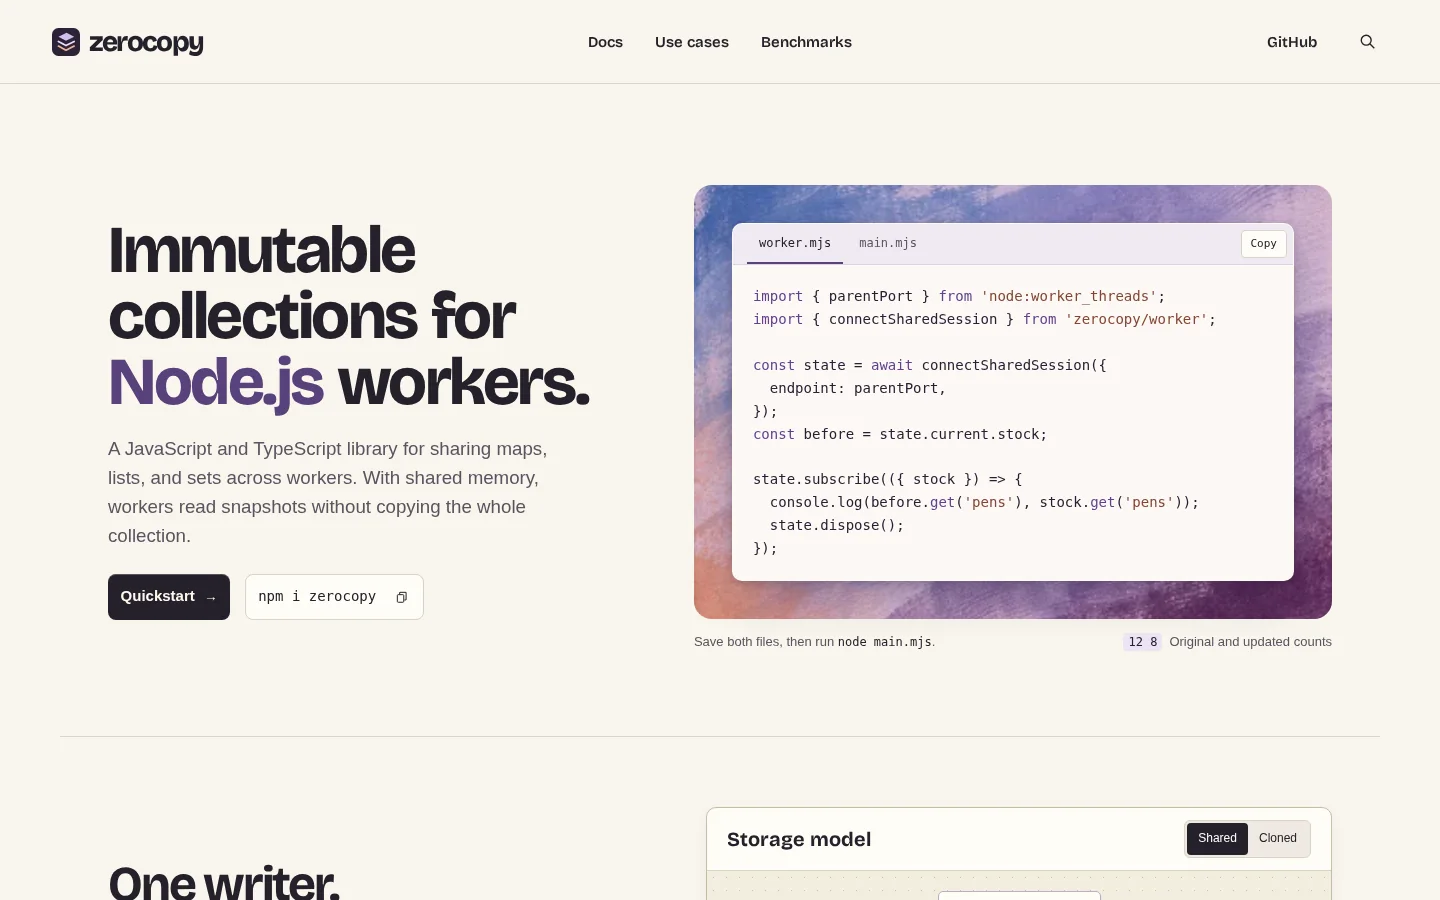 zerocopy
Docs
Use cases
Benchmarks
GitHub
Immutable
collections for
Node.js workers.
A JavaScript and TypeScript library for sharing maps,
lists, and sets across workers. With shared memory,
workers read snapshots without copying the whole
collection.
Quickstart →
npm i zerocopy
worker.mjs
main.mjs
Copy
import { parentPort } from 'node:worker_threads';
import { connectSharedSession } from 'zerocopy/worker';
const state = await connectSharedSession({
  endpoint: parentPort,
});
const before = state.current.stock;
state.subscribe(({ stock }) => {
  console.log(before.get('pens'), stock.get('pens'));
  state.dispose();
});
Save both files, then run node main.mjs.
12 8 Original and updated counts
One writer.
Storage model
Shared
Cloned